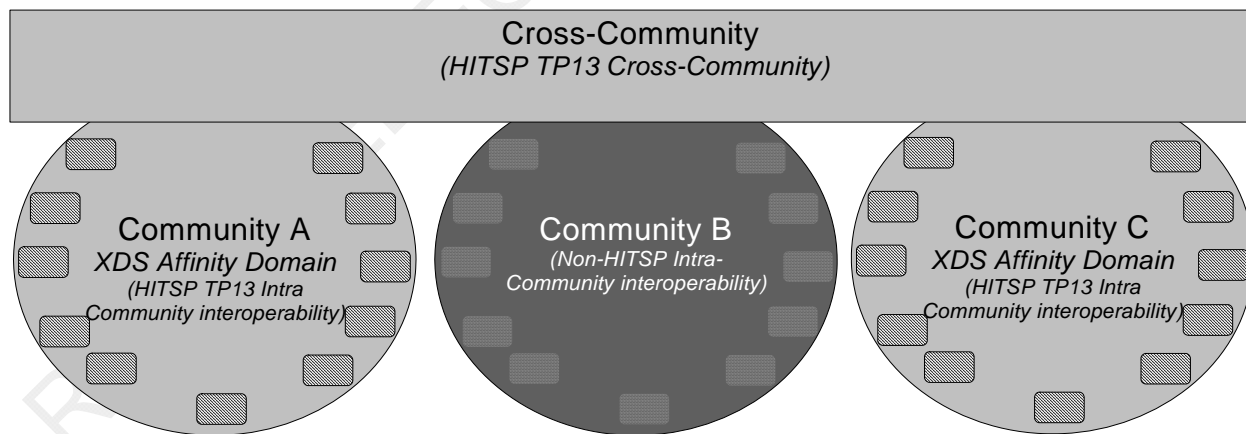 Cross-Community
(HITSP TP13 Cross-Community)
Community A
XDS Affinity Domain
(HITSP TP13 Intra
Community interoperability)
Community B
(Non-HITSP Intra-
Community interoperability)
Community C
XDS Affinity Domain
(HITSP TP13 Intra
Community interoperability)